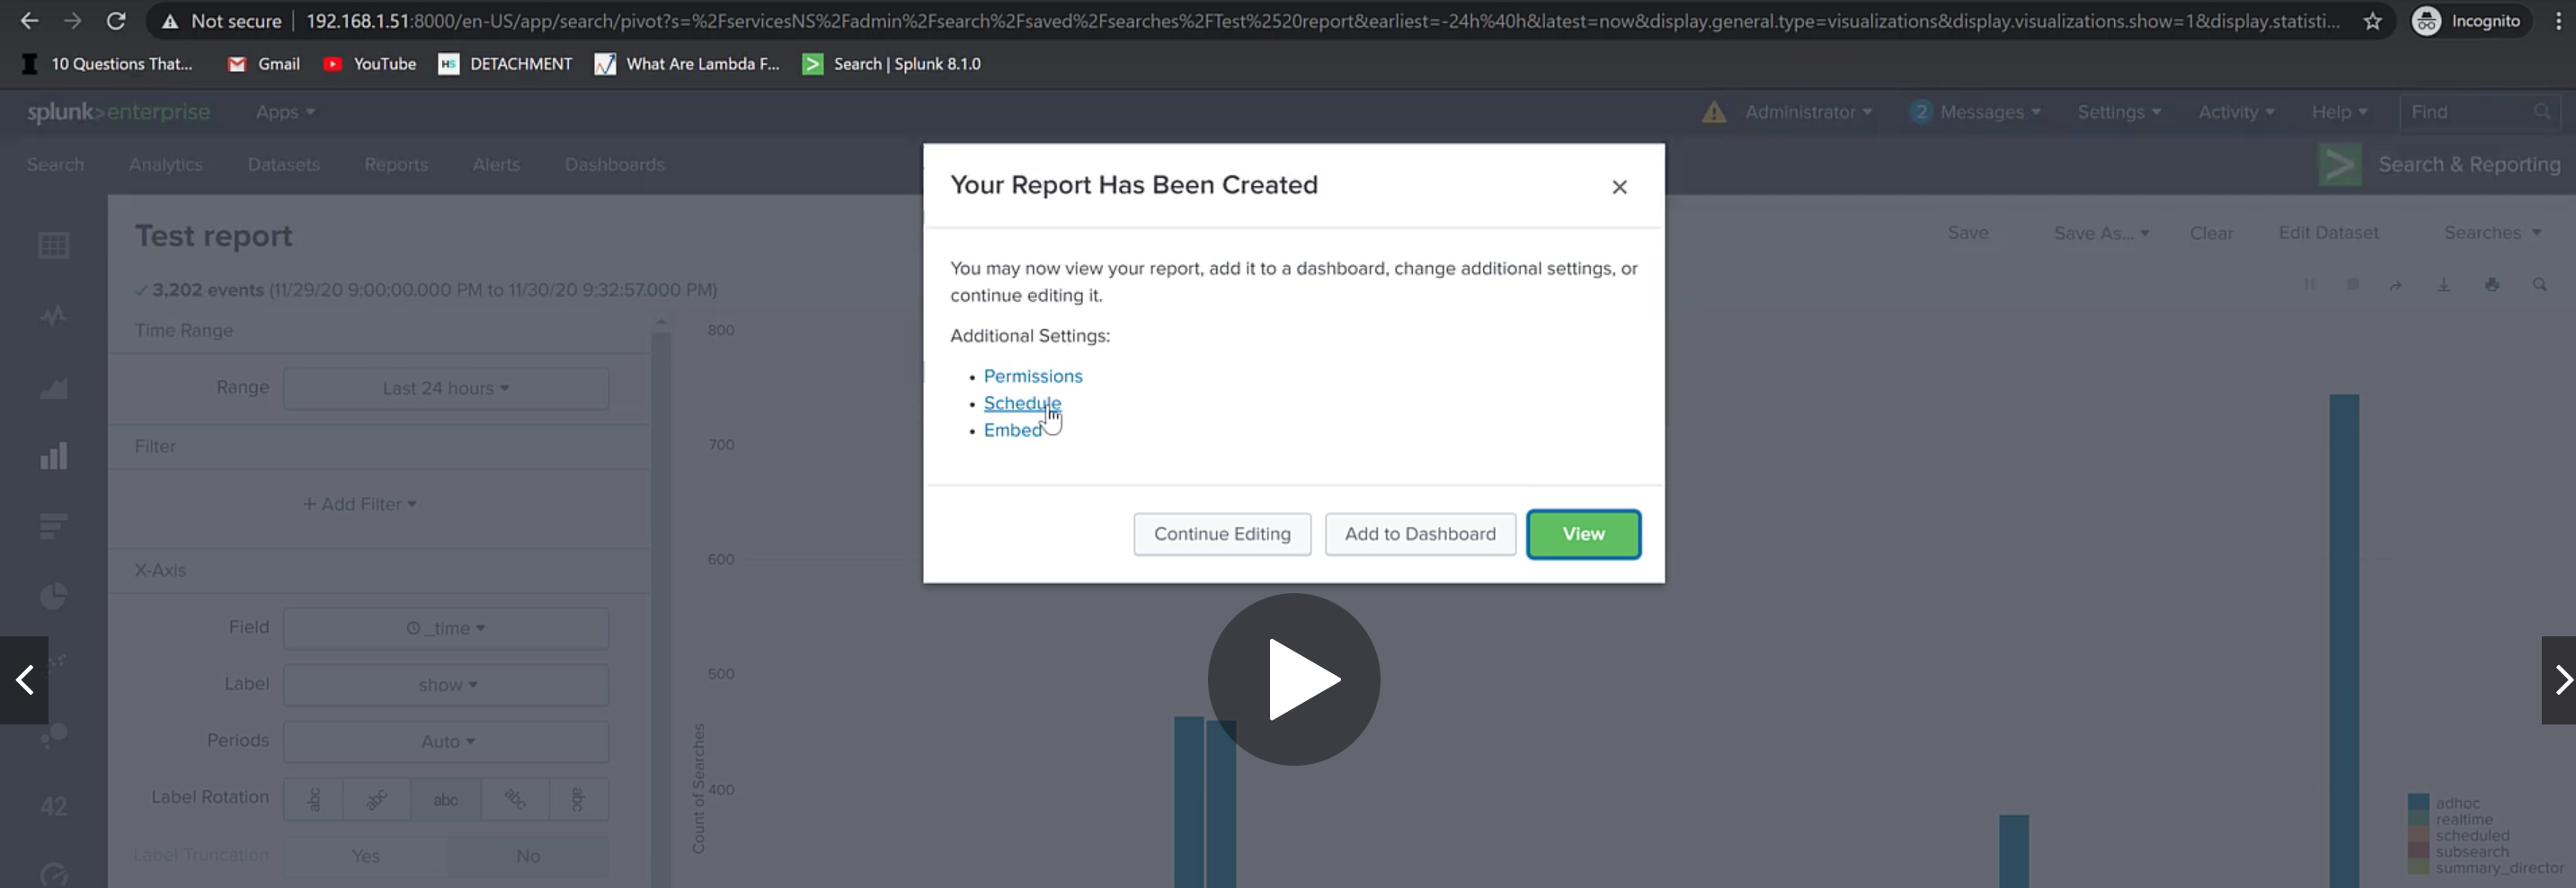 Not secure 192.168.1.51:8000/en-US/app/search/pivot?s=%2FservicesNS%2Fadmin%2Fsearch%2Fsaved%2Fsearches%2FTest%2520report&earliest=-24h%40h&latest=now&display.general.type=visualizations&display.visualizations.show=1&display.statisti... Incognito
10 Questions That... Gmail YouTube HS DETACHMENT What Are Lambda F... Search | Splunk 8.1.0
splunk>enterprise Apps Administrator 2 Messages Settings Activity Help Find
Search Analytics Datasets Reports Alerts Dashboards Search & Reporting
Your Report Has Been Created
Test report
Save Save As... Clear Edit Dataset Searches
You may now view your report, add it to a dashboard, change additional settings, or
continue editing it.
3,202 events (11/29/20 9:00:00.000 PM to 11/30/20 9:32:57.000 PM)
Additional Settings:
• Permissions
• Schedule
• Embed
Continue Editing Add to Dashboard View
Time Range
Range Last 24 hours
Filter
+ Add Filter
X-Axis
Field _time
Label show
Periods Auto
Label Rotation abc abc abc abc abc
Label Truncation Yes No
42
800
700
600
500
400
Count of Searches
adhoc
realtime
scheduled
subsearch
summary_director